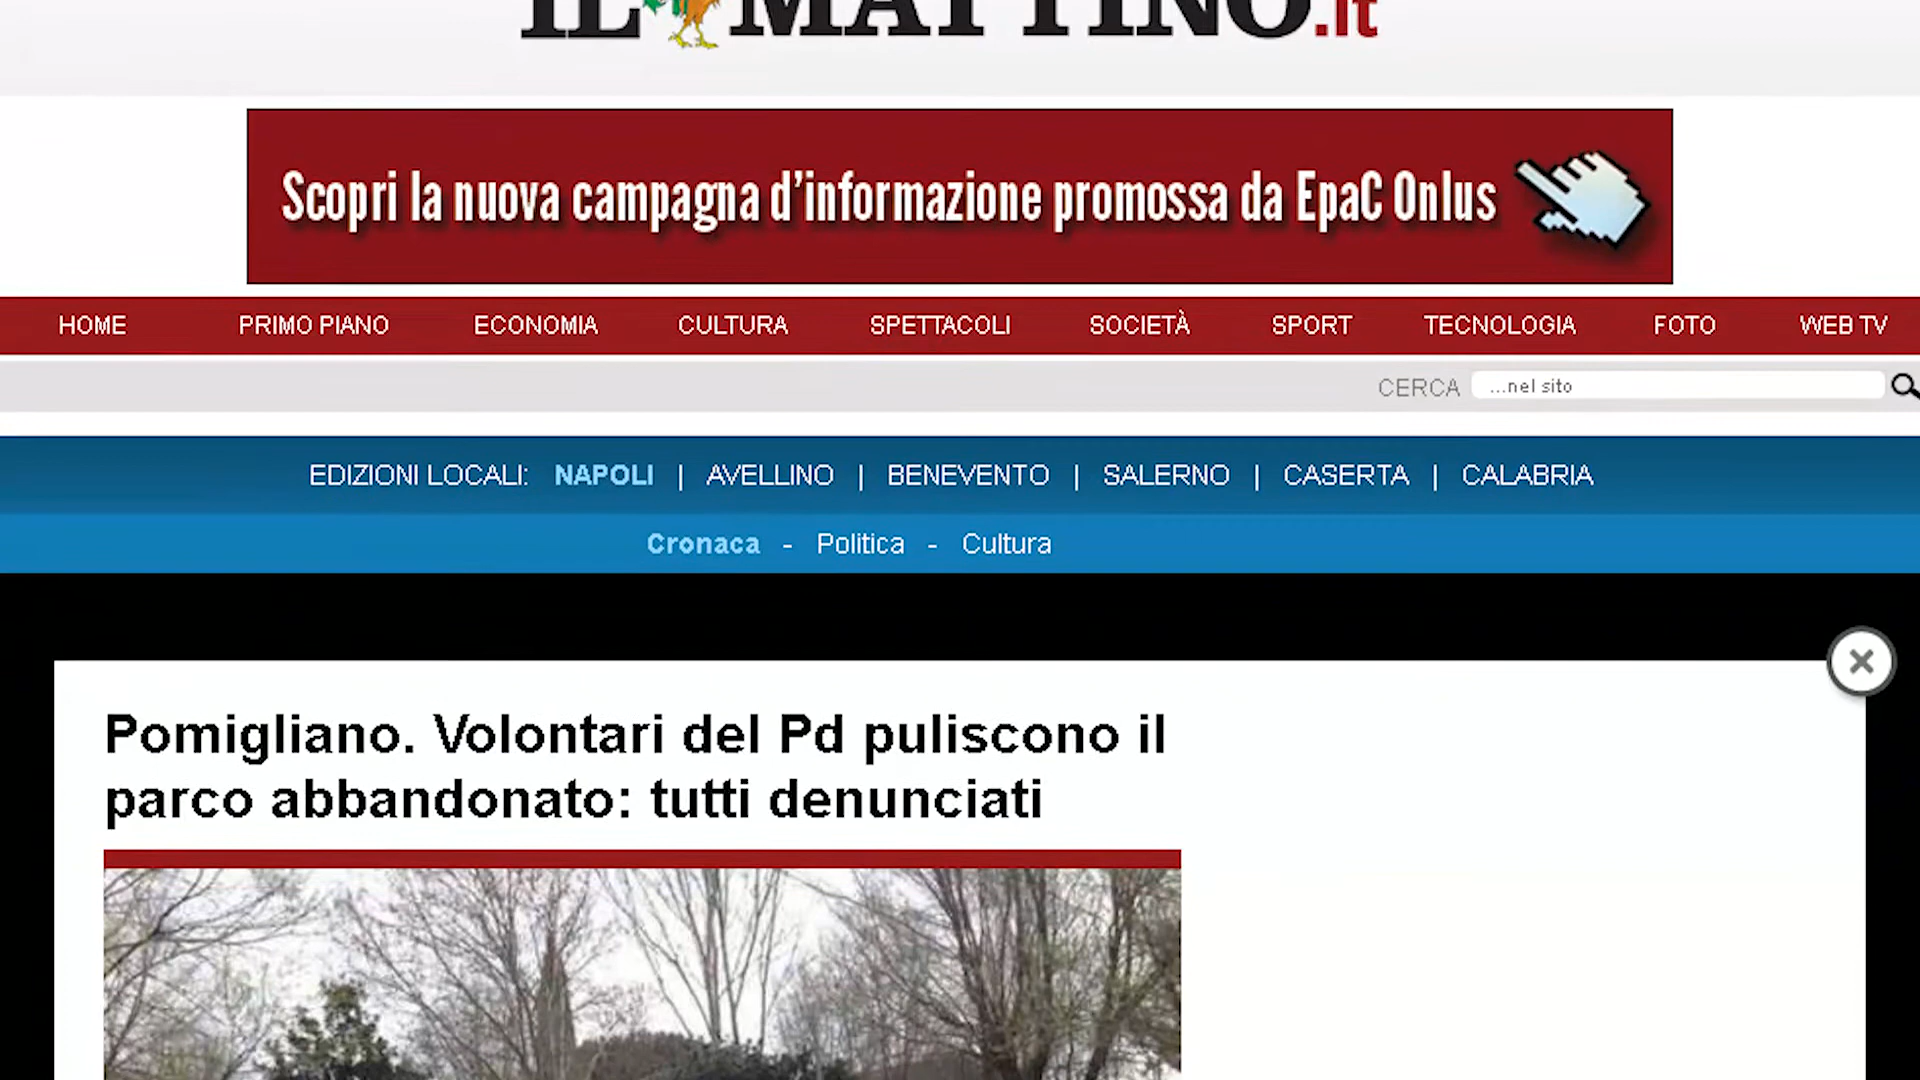 IL MATTINO.it
Scopri la nuova campagna d'informazione promossa da EpaC Onlus
HOME PRIMO PIANO ECONOMIA CULTURA SPETTACOLI SOCIETÀ SPORT TECNOLOGIA FOTO WEB TV
CERCA ...nel sito
EDIZIONI LOCALI: NAPOLI | AVELLINO | BENEVENTO | SALERNO | CASERTA | CALABRIA
Cronaca - Politica - Cultura
Pomigliano. Volontari del Pd puliscono il
parco abbandonato: tutti denunciati